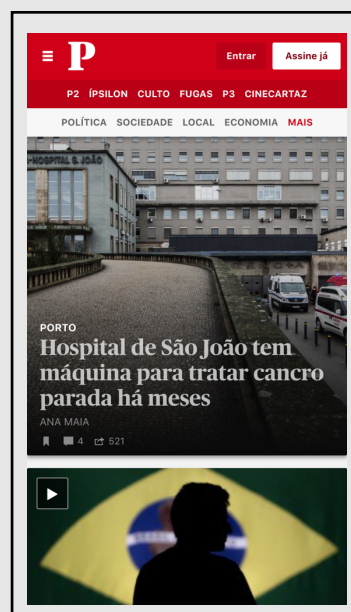 P
Entrar
Assine já
P2 ÍPSILON CULTO FUGAS P3 CINECARTAZ
POLÍTICA SOCIEDADE LOCAL ECONOMIA MAIS
HOSPITAL S. JOÃO
PORTO
Hospital de São João tem
máquina para tratar cancro
parada há meses
ANA MAIA
4 521